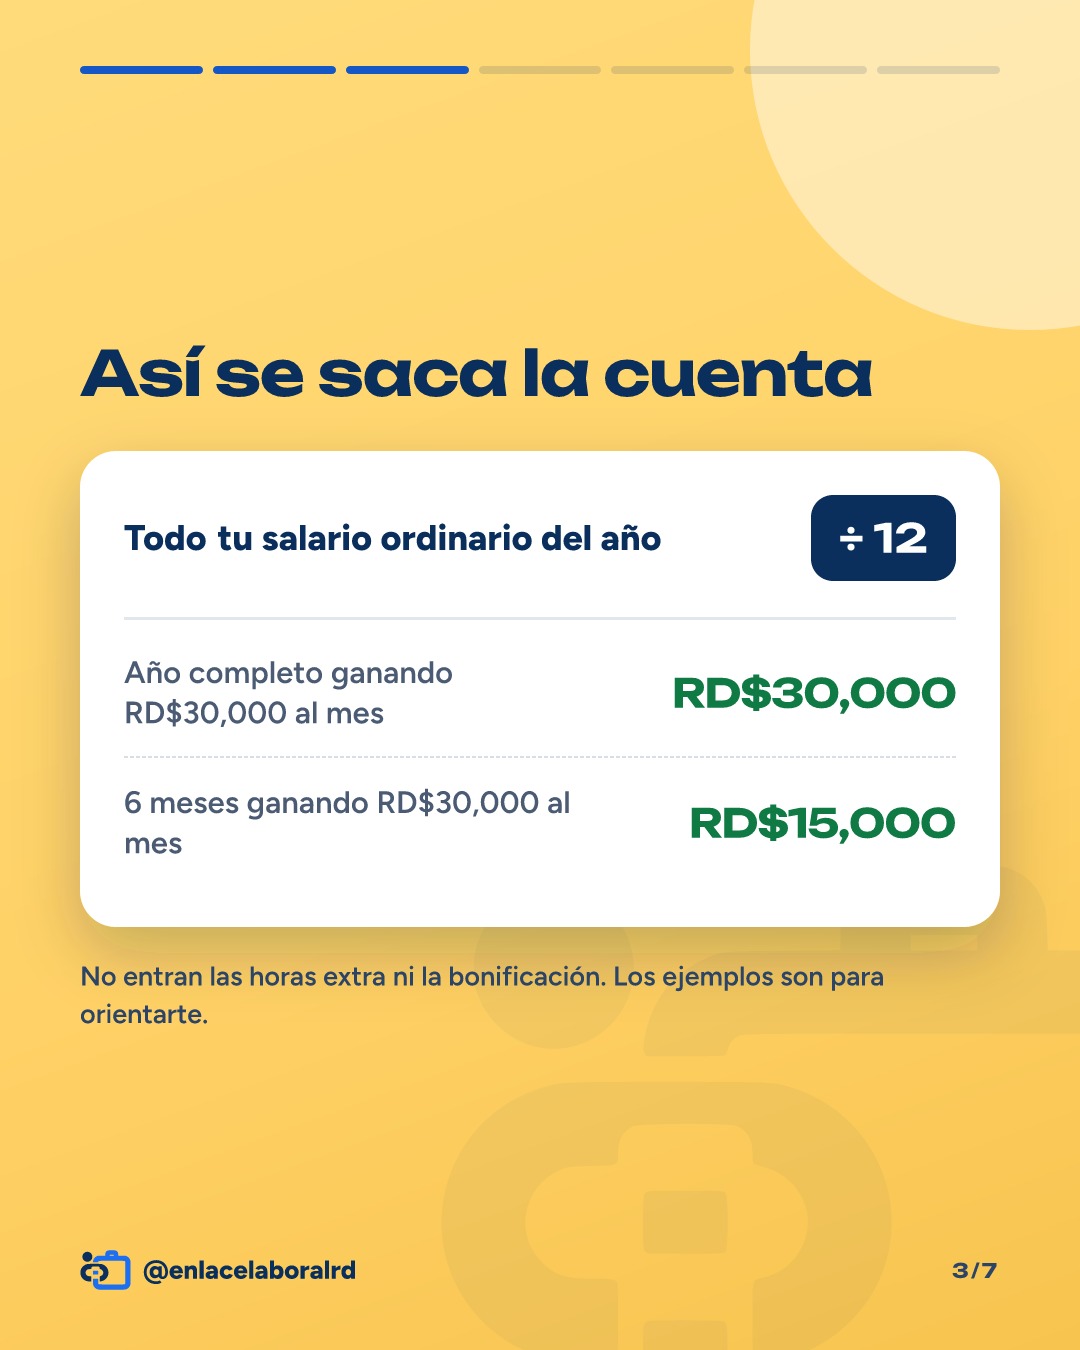 Así se saca la cuenta
Todo tu salario ordinario del año
÷ 12
Año completo ganando
RD$30,000 al mes
RD$30,000
6 meses ganando RD$30,000 al
mes
RD$15,000
No entran las horas extra ni la bonificación. Los ejemplos son para
orientarte.
@enlacelaboralrd
3/7